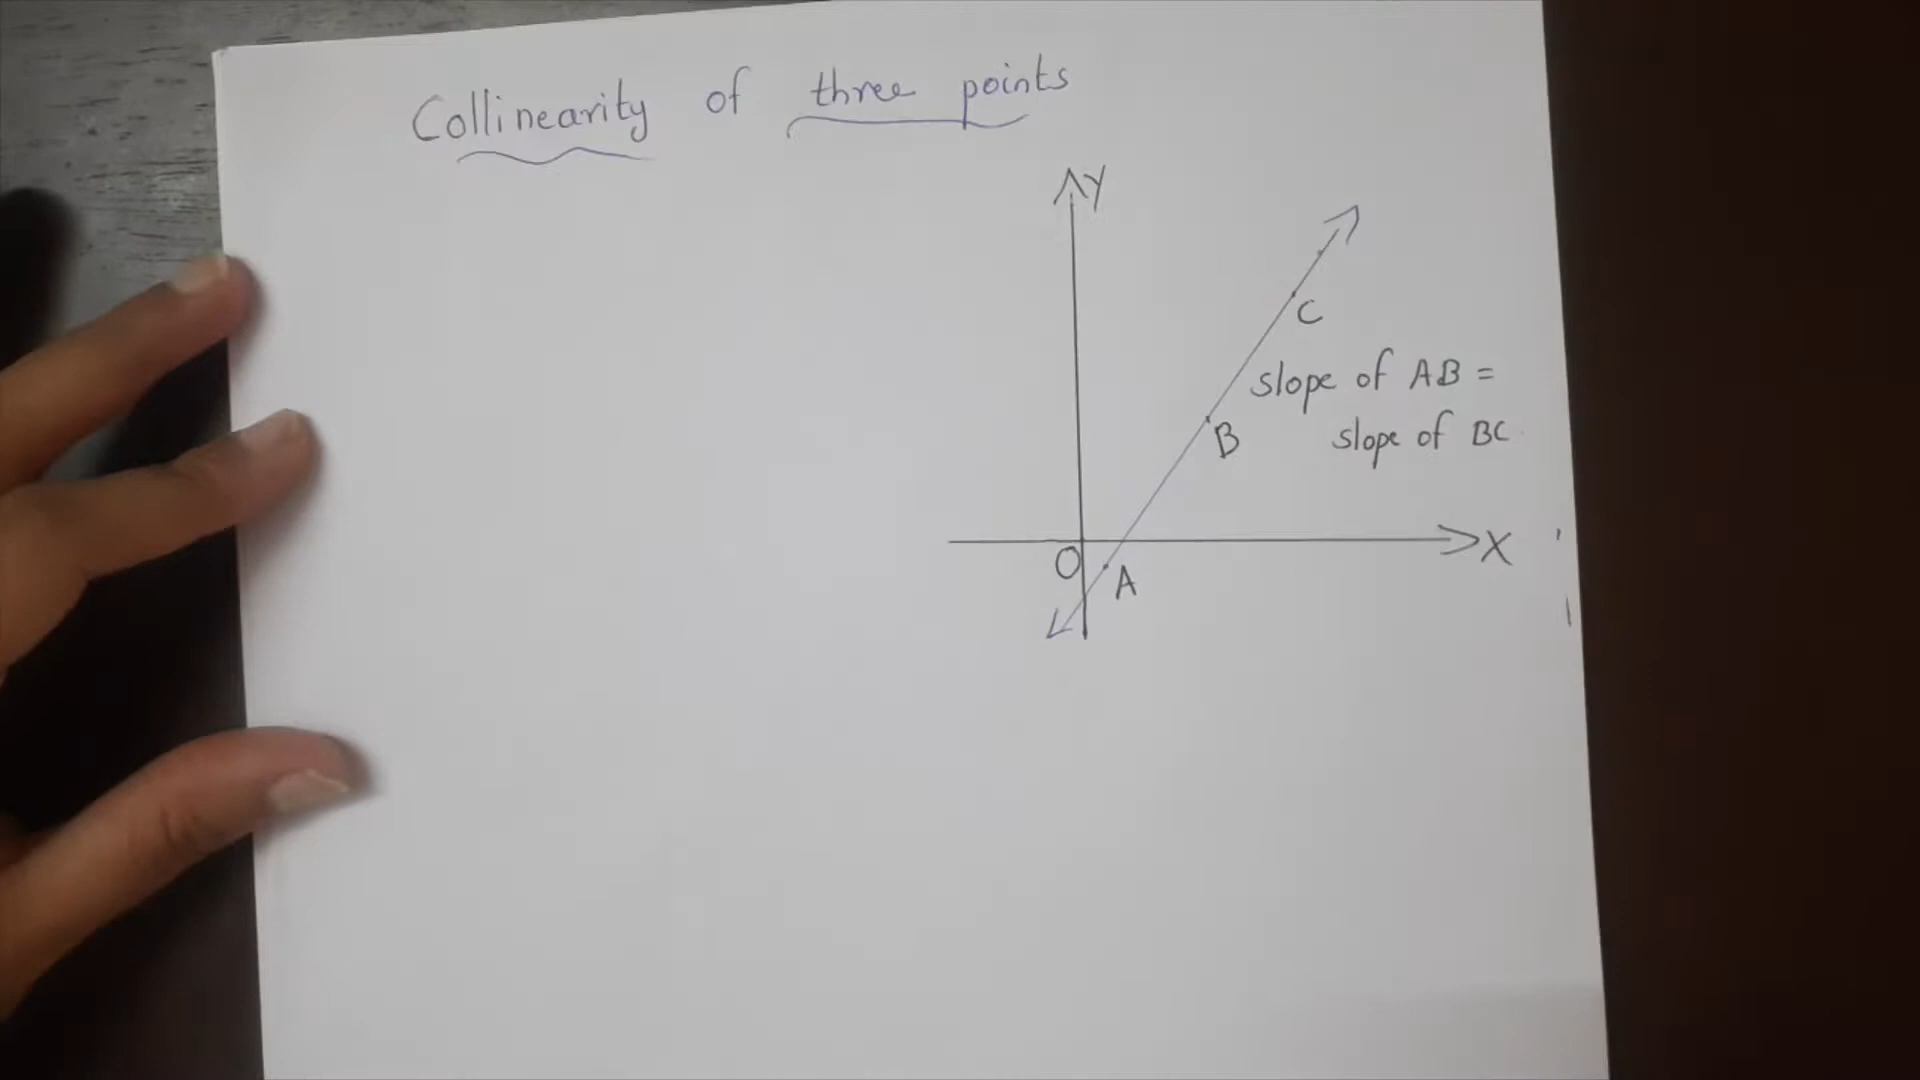 Collinearity of three points
Y
C
slope of AB =
slope of BC
B
X
O
A